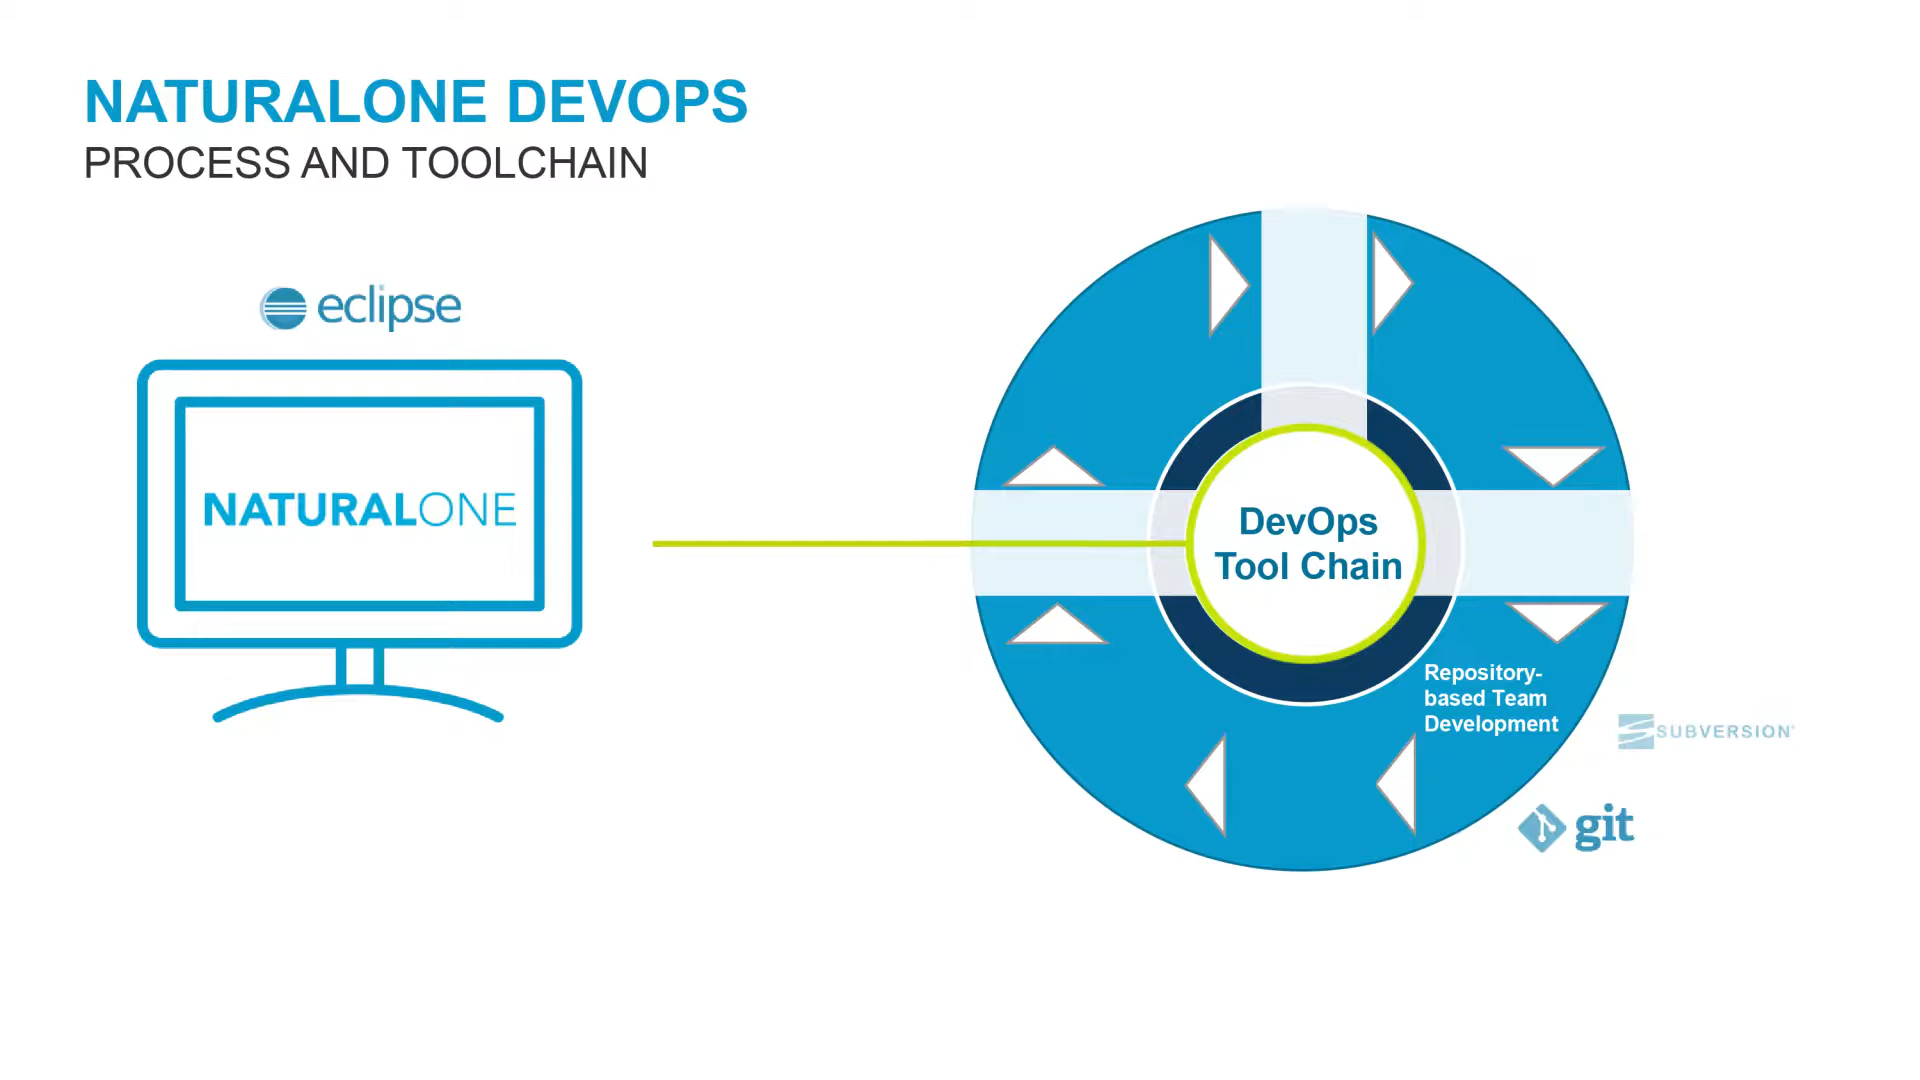 NATURALONE DEVOPS
PROCESS AND TOOLCHAIN
eclipse
NATURALONE
DevOps
Tool Chain
Repository-
based Team
Development
SUBVERSION
git